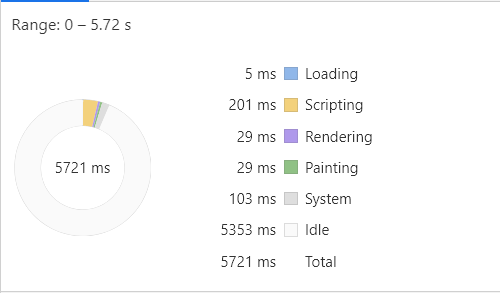 Range: 0 – 5.72 s
5 ms Loading
201 ms Scripting
29 ms Rendering
5721 ms
29 ms Painting
103 ms System
5353 ms Idle
5721 ms Total